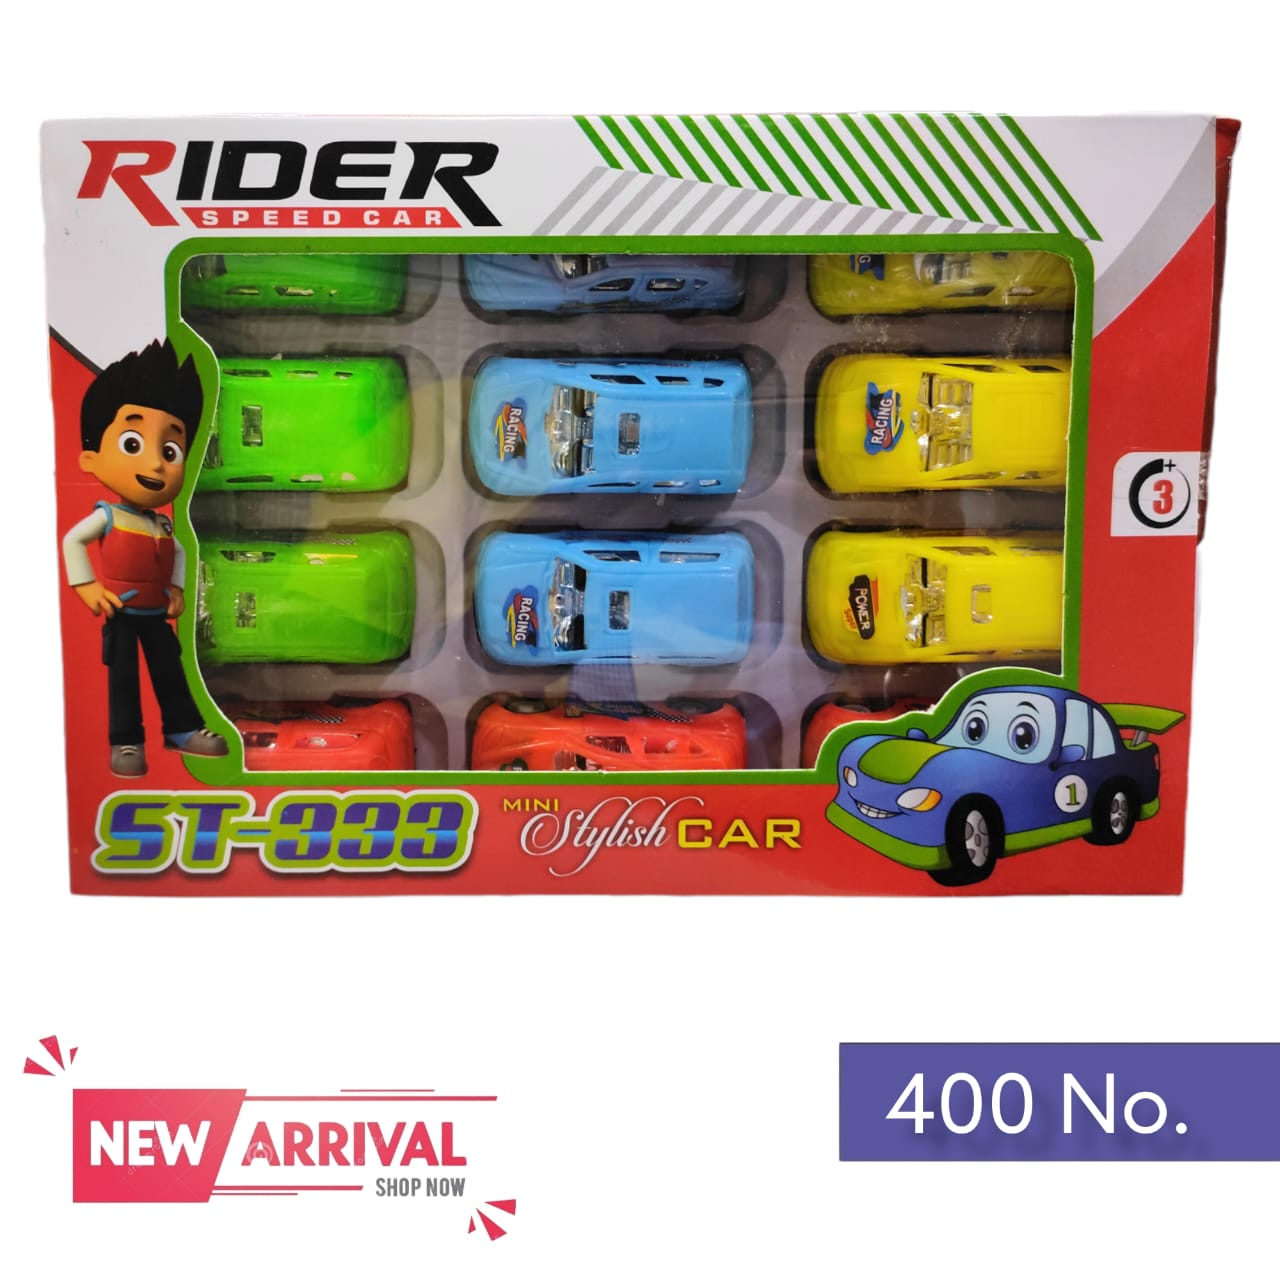 RIDER
SPEED CAR
RACING
RACING
RACING
POWER
super
3+
ST-333
MINI Stylish CAR
1
NEW ARRIVAL
SHOP NOW
400 No.